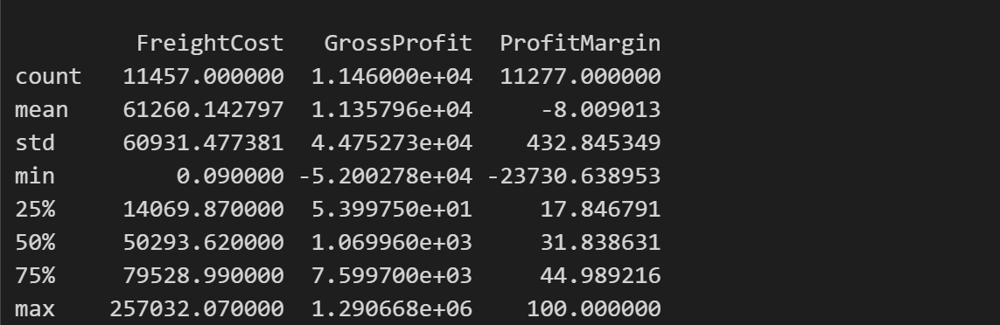 FreightCost GrossProfit ProfitMargin
count 11457.000000 1.146000e+04 11277.000000
mean 61260.142797 1.135796e+04 -8.009013
std 60931.477381 4.475273e+04 432.845349
min 0.090000 -5.200278e+04 -23730.638953
25% 14069.870000 5.399750e+01 17.846791
50% 50293.620000 1.069960e+03 31.838631
75% 79528.990000 7.599700e+03 44.989216
max 257032.070000 1.290668e+06 100.000000